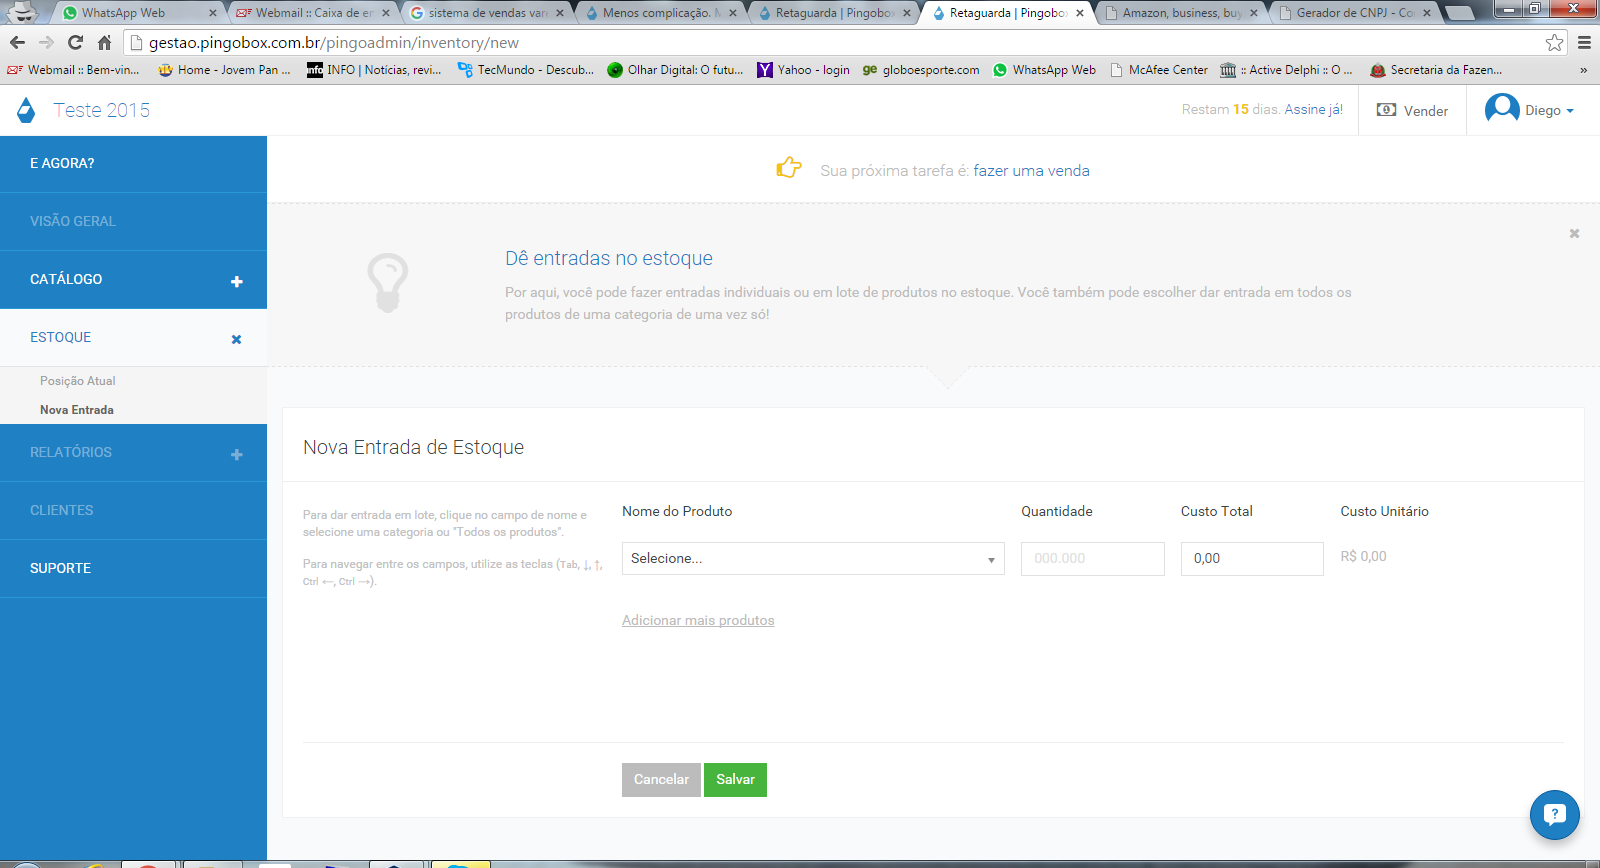 WhatsApp Web
Webmail :: Caixa de en
sistema de vendas var
Menos complicação. M
Retaguarda | Pingobox
Retaguarda | Pingobox
Amazon, business, buy
Gerador de CNPJ - Co
gestao.pingobox.com.br/pingoadmin/inventory/new
Webmail :: Bem-vin...
Home - Jovem Pan ...
INFO | Notícias, revi...
TecMundo - Descub...
Olhar Digital: O futu...
Yahoo - login
globoesporte.com
WhatsApp Web
McAfee Center
:: Active Delphi :: O ...
Secretaria da Fazen...
»
Teste 2015
Restam 15 dias. Assine já!
Vender
Diego
E AGORA?
VISÃO GERAL
CATÁLOGO
ESTOQUE
Posição Atual
Nova Entrada
RELATÓRIOS
CLIENTES
SUPORTE
Sua próxima tarefa é: fazer uma venda
Dê entradas no estoque
Por aqui, você pode fazer entradas individuais ou em lote de produtos no estoque. Você também pode escolher dar entrada em todos os
produtos de uma categoria de uma vez só!
Nova Entrada de Estoque
Para dar entrada em lote, clique no campo de nome e
selecione uma categoria ou "Todos os produtos".
Para navegar entre os campos, utilize as teclas (Tab, ↓, ↑,
Ctrl ←, Ctrl →).
Nome do Produto
Quantidade
Custo Total
Custo Unitário
Selecione...
000.000
0,00
R$ 0,00
Adicionar mais produtos
Cancelar
Salvar